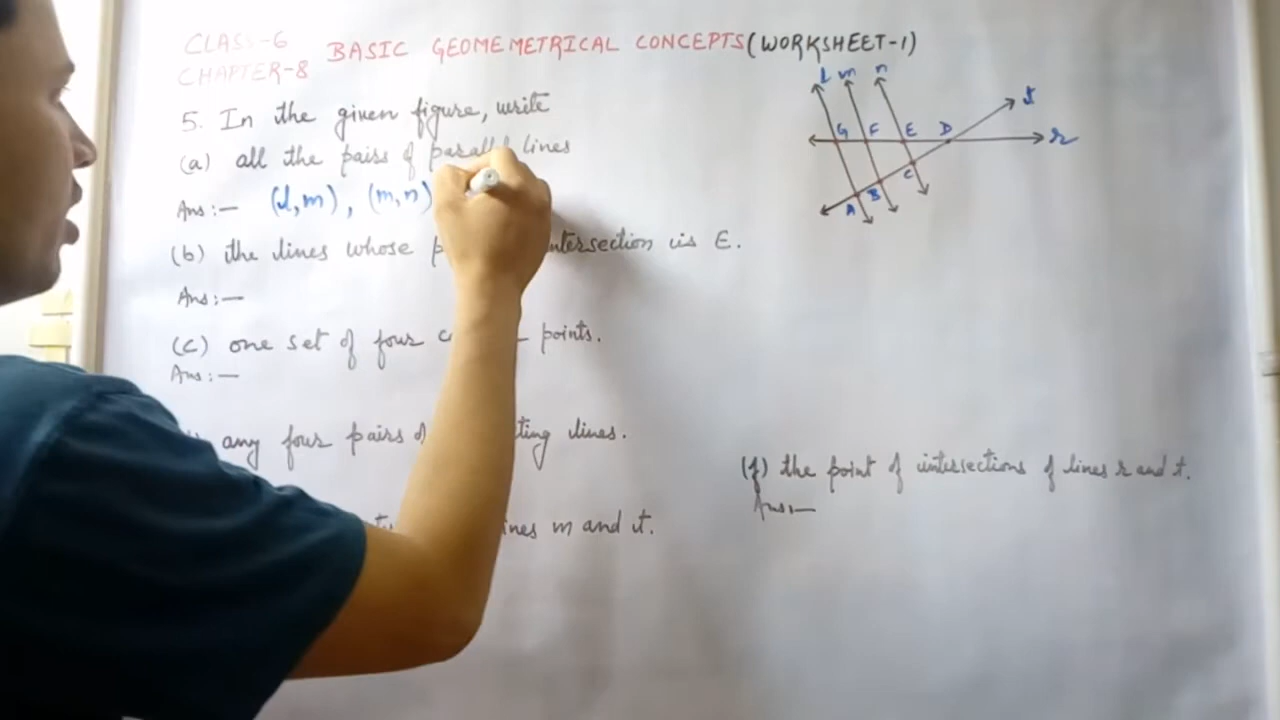 CLASS-6 BASIC GEOMEMETRICAL CONCEPTS (WORKSHEET-1)
CHAPTER-8
5. In the given figure, write
(a) all the pairs of parallel lines
Ans:- (l,m), (m,n)
(b) the lines whose intersection is E.
Ans:-
(c) one set of four points.
Ans:-
any four pairs of lines.
lines m and t.
l m n
t
G F E D r
A B C
(f) the point of intersections of lines r and t.
Ans:-